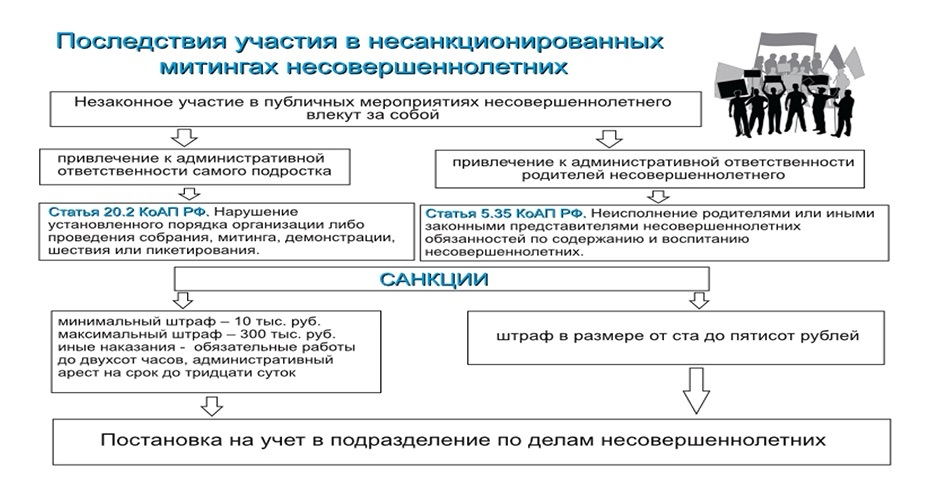 Последствия участия в несанкционированных
митингах несовершеннолетних
Незаконное участие в публичных мероприятиях несовершеннолетнего
влекут за собой
привлечение к административной
ответственности самого подростка
привлечение к административной ответственности
родителей несовершеннолетнего
Статья 20.2 КоАП РФ. Нарушение
установленного порядка организации либо
проведения собрания, митинга, демонстрации,
шествия или пикетирования.
Статья 5.35 КоАП РФ. Неисполнение родителями или иными
законными представителями несовершеннолетних
обязанностей по содержанию и воспитанию
несовершеннолетних.
САНКЦИИ
минимальный штраф – 10 тыс. руб.
максимальный штраф – 300 тыс. руб.
иные наказания - обязательные работы
до двухсот часов, административный
арест на срок до тридцати суток
штраф в размере от ста до пятисот рублей
Постановка на учет в подразделение по делам несовершеннолетних